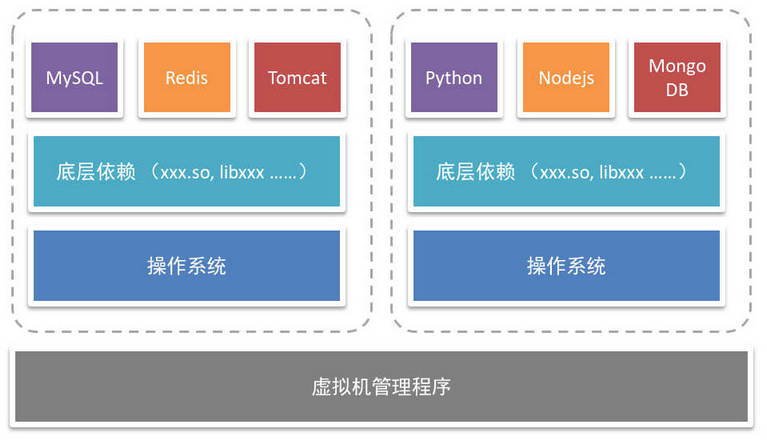 MySQL
Redis
Tomcat
底层依赖 （xxx.so, libxxx ……）
操作系统
Python
Nodejs
Mongo
DB
底层依赖 （xxx.so, libxxx ……）
操作系统
虚拟机管理程序